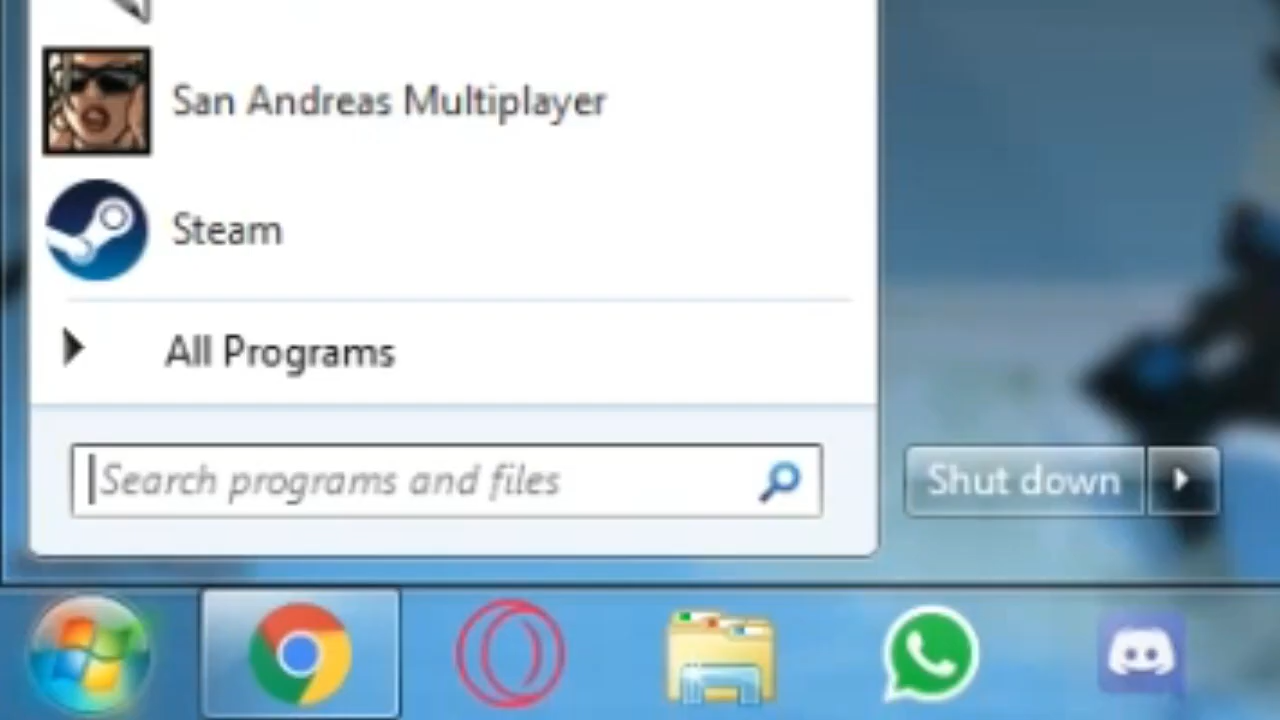 San Andreas Multiplayer
Steam
All Programs
Search programs and files
Shut down